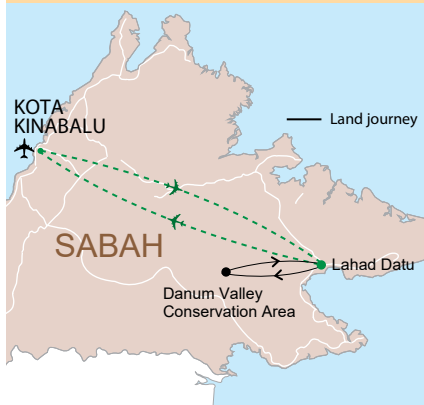 KOTA
KINABALU
Land journey
SABAH
Lahad Datu
Danum Valley
Conservation Area